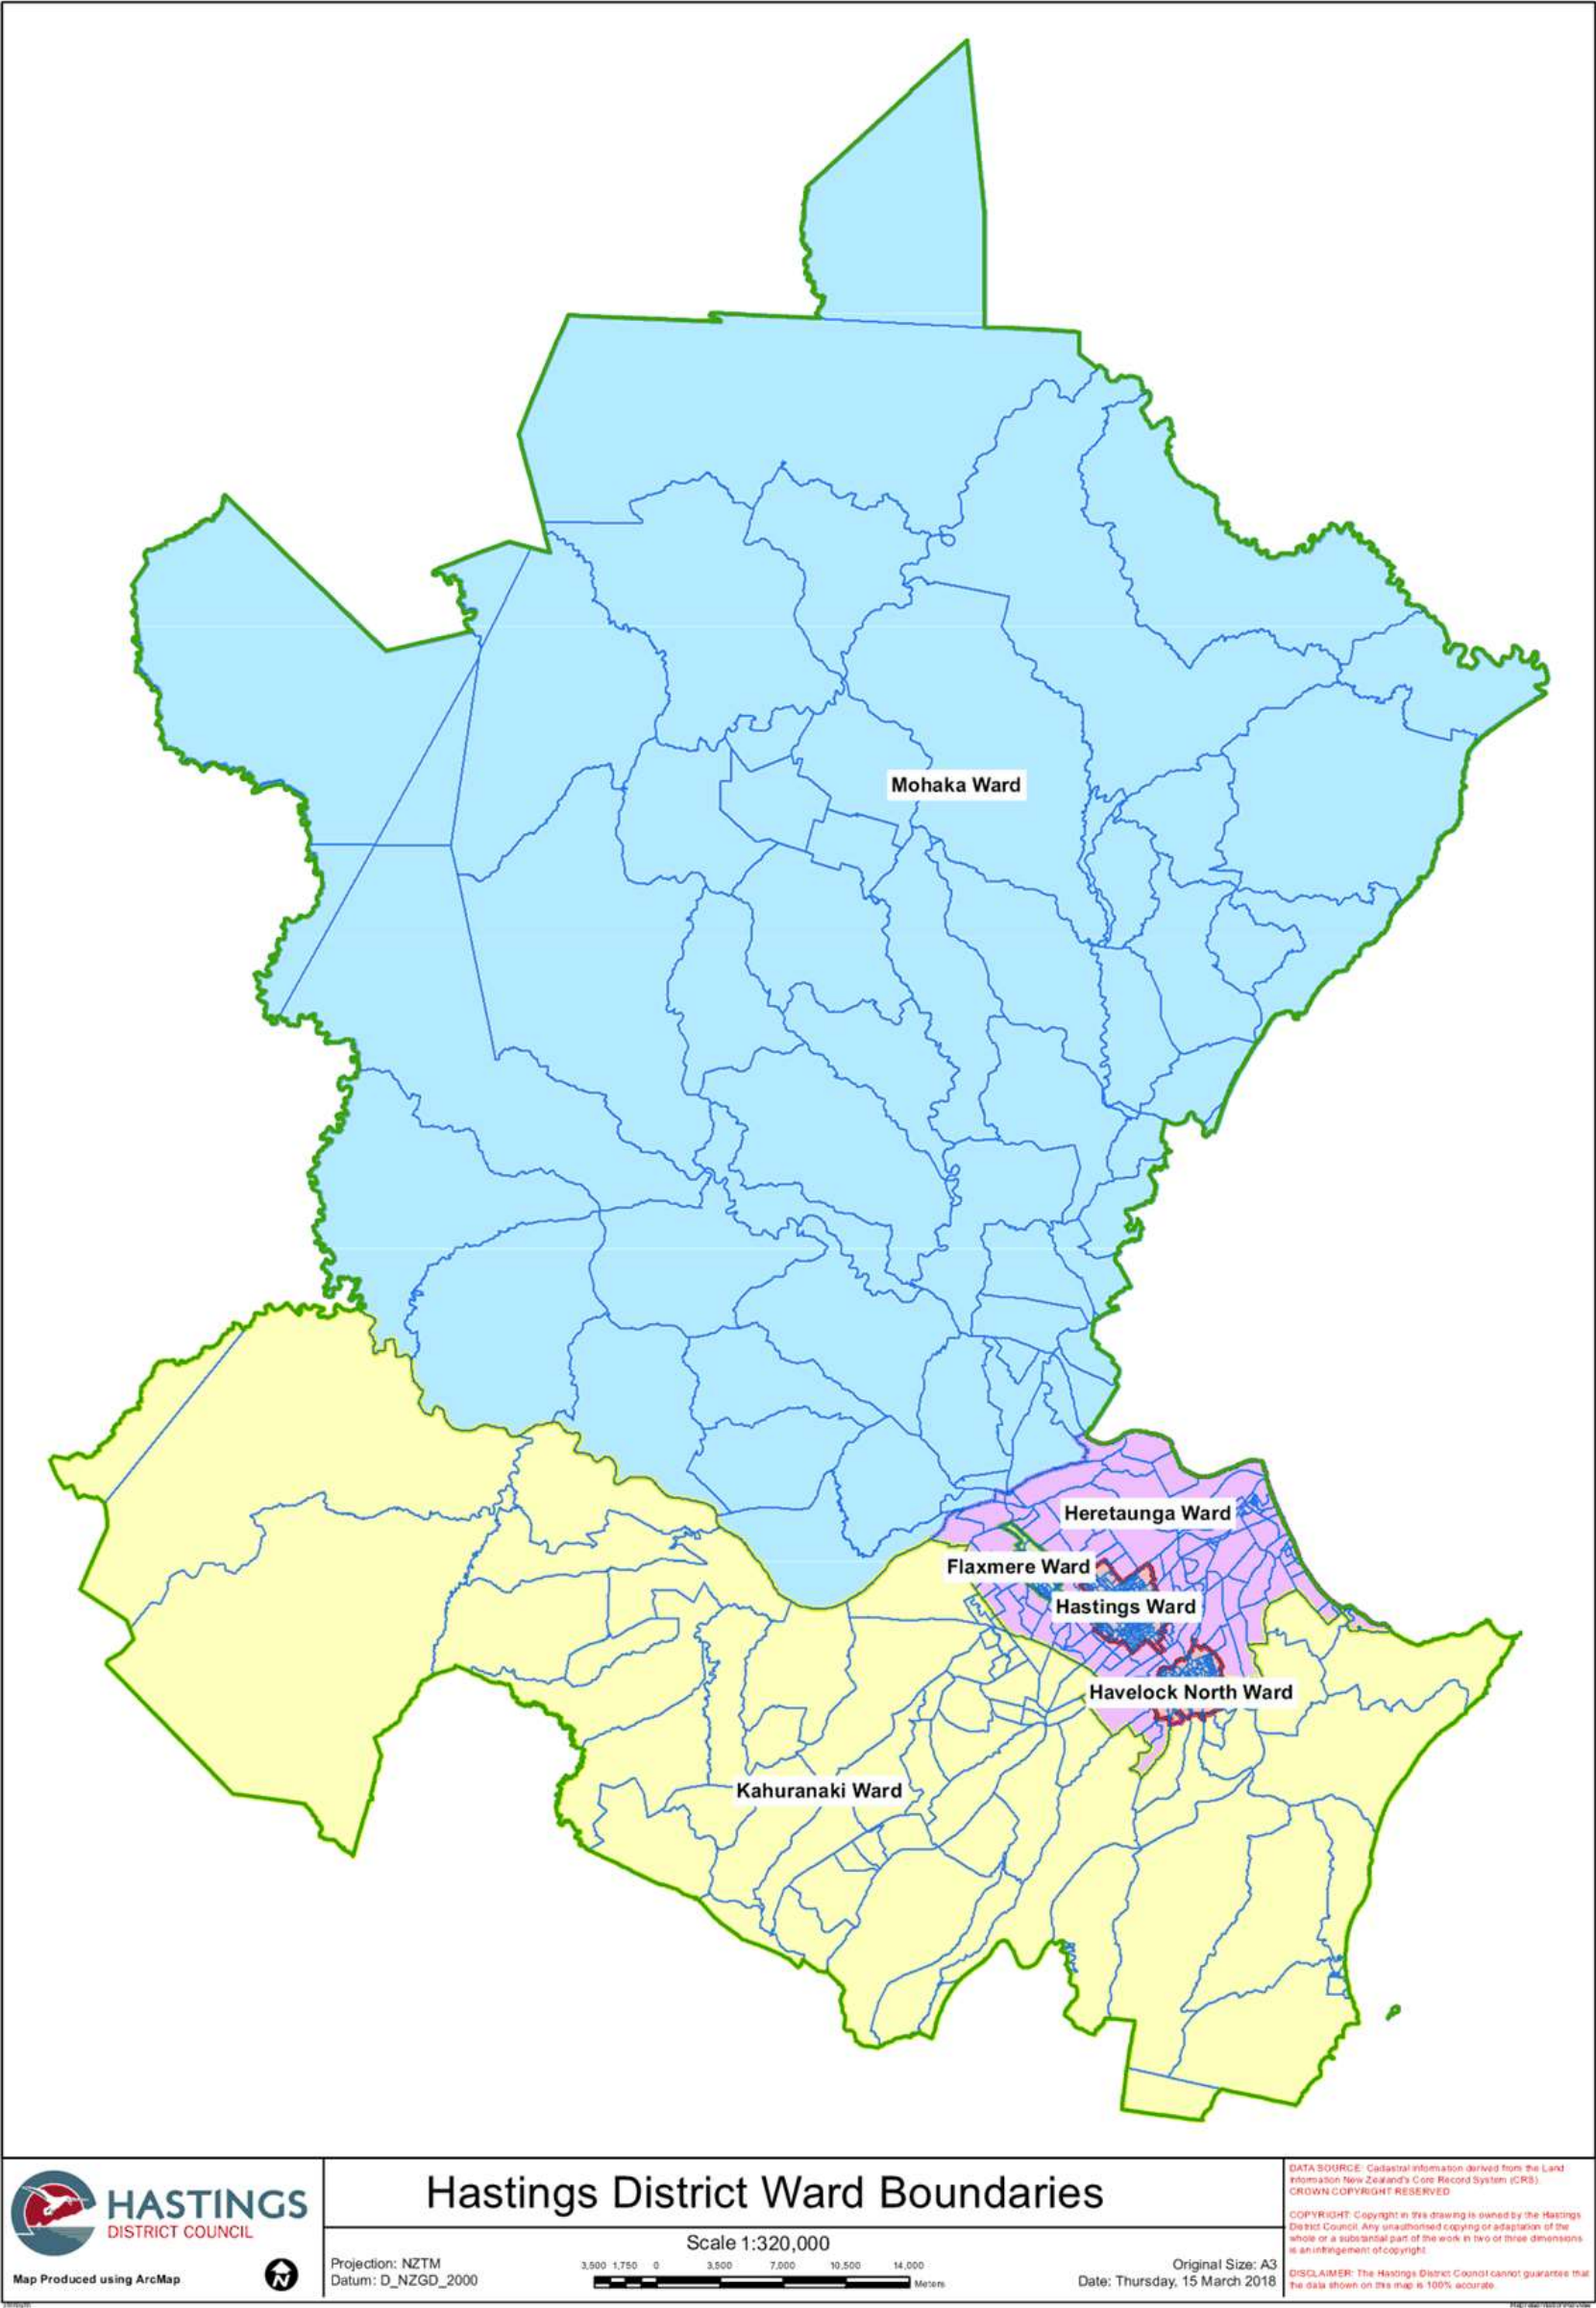 Mohaka Ward
Heretaunga Ward
Flaxmere Ward
Hastings Ward
Havelock North Ward
Kahuranaki Ward
HASTINGS
DISTRICT COUNCIL
Map Produced using ArcMap
N
Hastings District Ward Boundaries
Scale 1:320,000
Projection: NZTM
Datum: D_NZGD_2000
3,500 1,750 0 3,500 7,000 10,500 14,000
Meters
Original Size: A3
Date: Thursday, 15 March 2018
DATA SOURCE: Cadastral information derived from the Land
Information New Zealand's Core Record System (CRS).
CROWN COPYRIGHT RESERVED
COPYRIGHT: Copyright in this drawing is owned by the Hastings
District Council. Any unauthorised copying or adaptation of the
whole or a substantial part of the work in two or three dimensions
is an infringement of copyright.
DISCLAIMER: The Hastings District Council cannot guarantee that
the data shown on this map is 100% accurate.